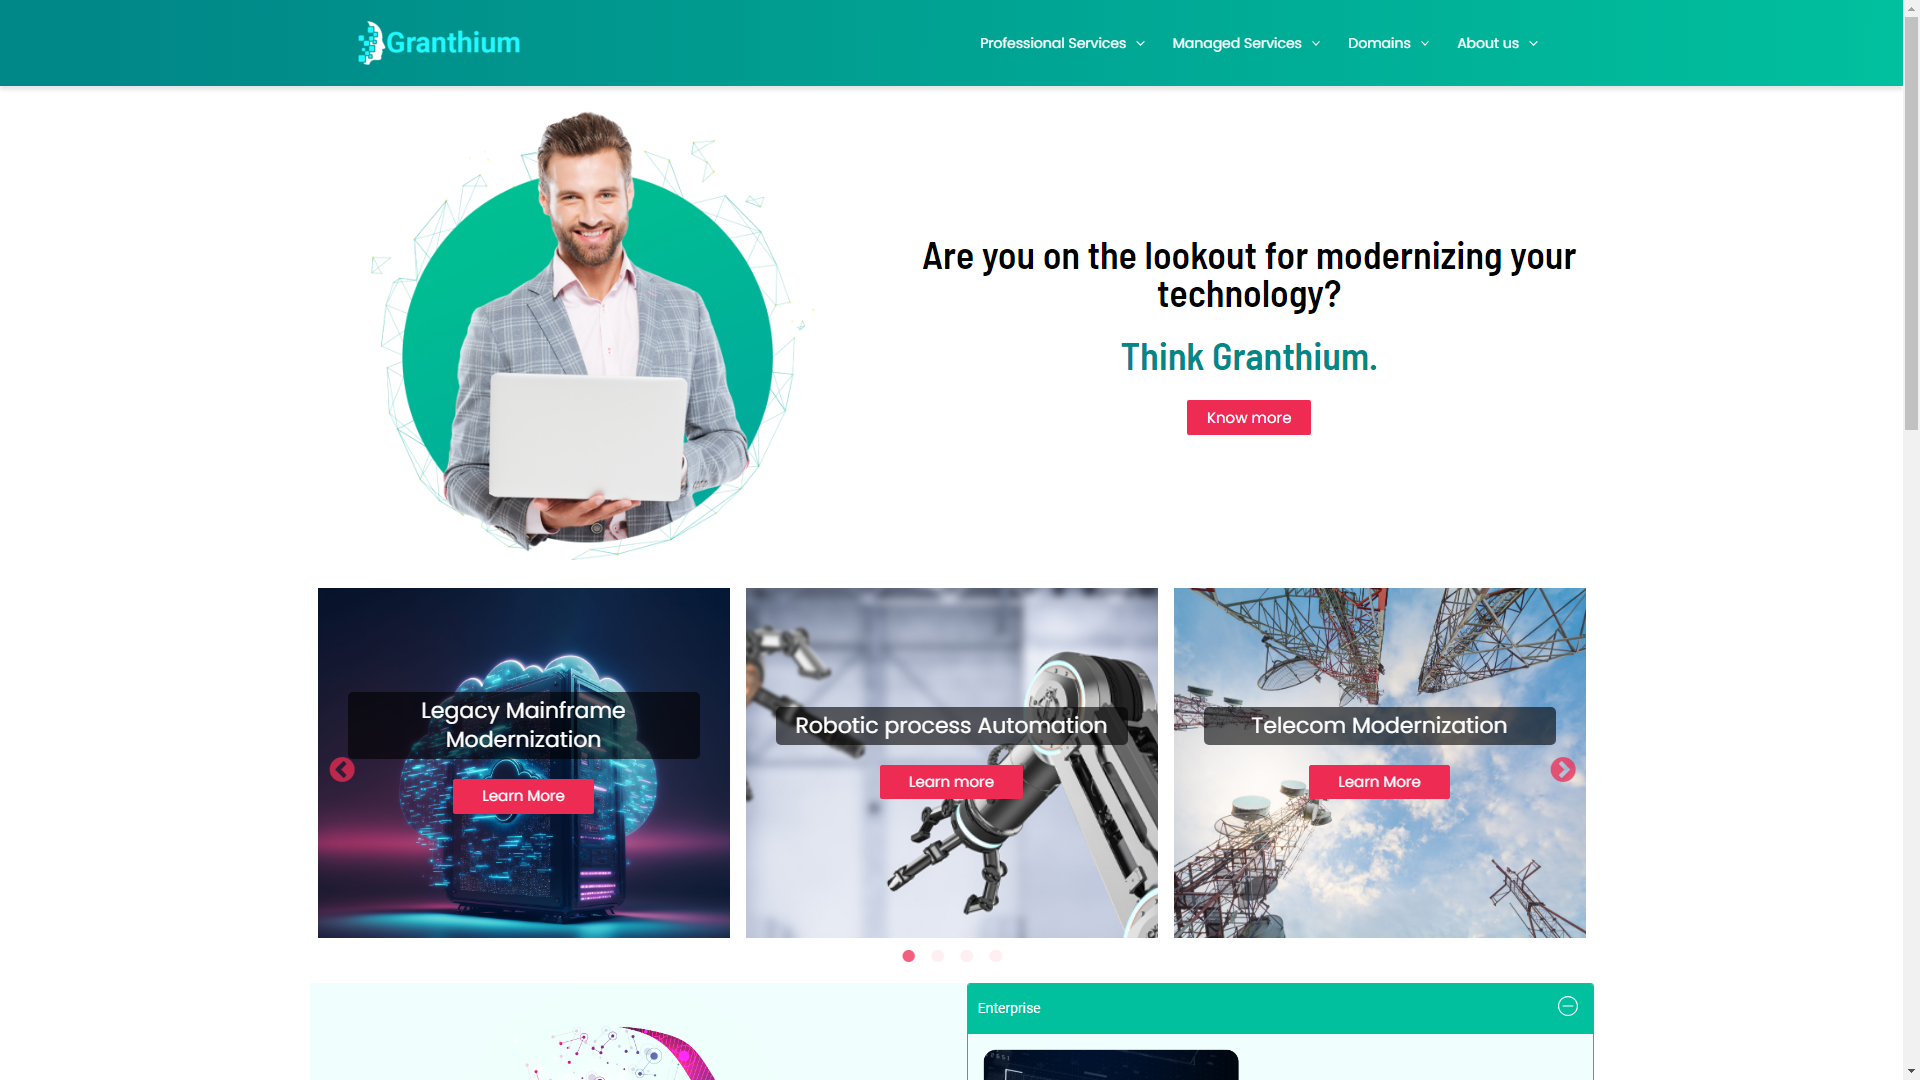 Granthium
Professional Services
Managed Services
Domains
About us
Are you on the lookout for modernizing your
technology?
Think Granthium.
Know more
Legacy Mainframe
Modernization
Learn More
Robotic process Automation
Learn more
Telecom Modernization
Learn More
Enterprise